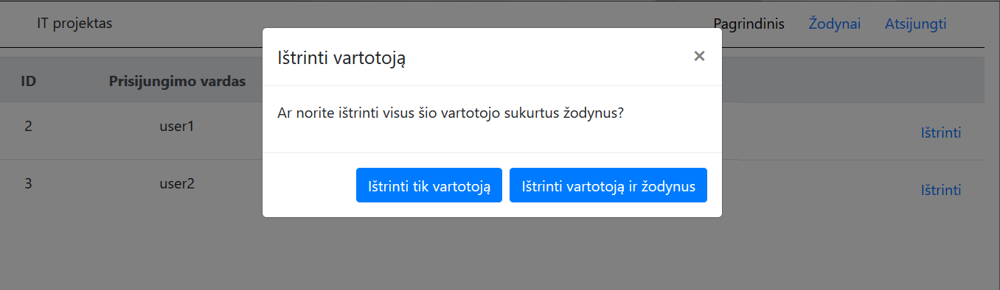 IT projektas
Pagrindinis Žodynai Atsijungti
Ištrinti vartotoją ×
ID Prisijungimo vardas
Ar norite ištrinti visus šio vartotojo sukurtus žodynus?
2 user1 Ištrinti
3 user2 Ištrinti
Ištrinti tik vartotoją Ištrinti vartotoją ir žodynus